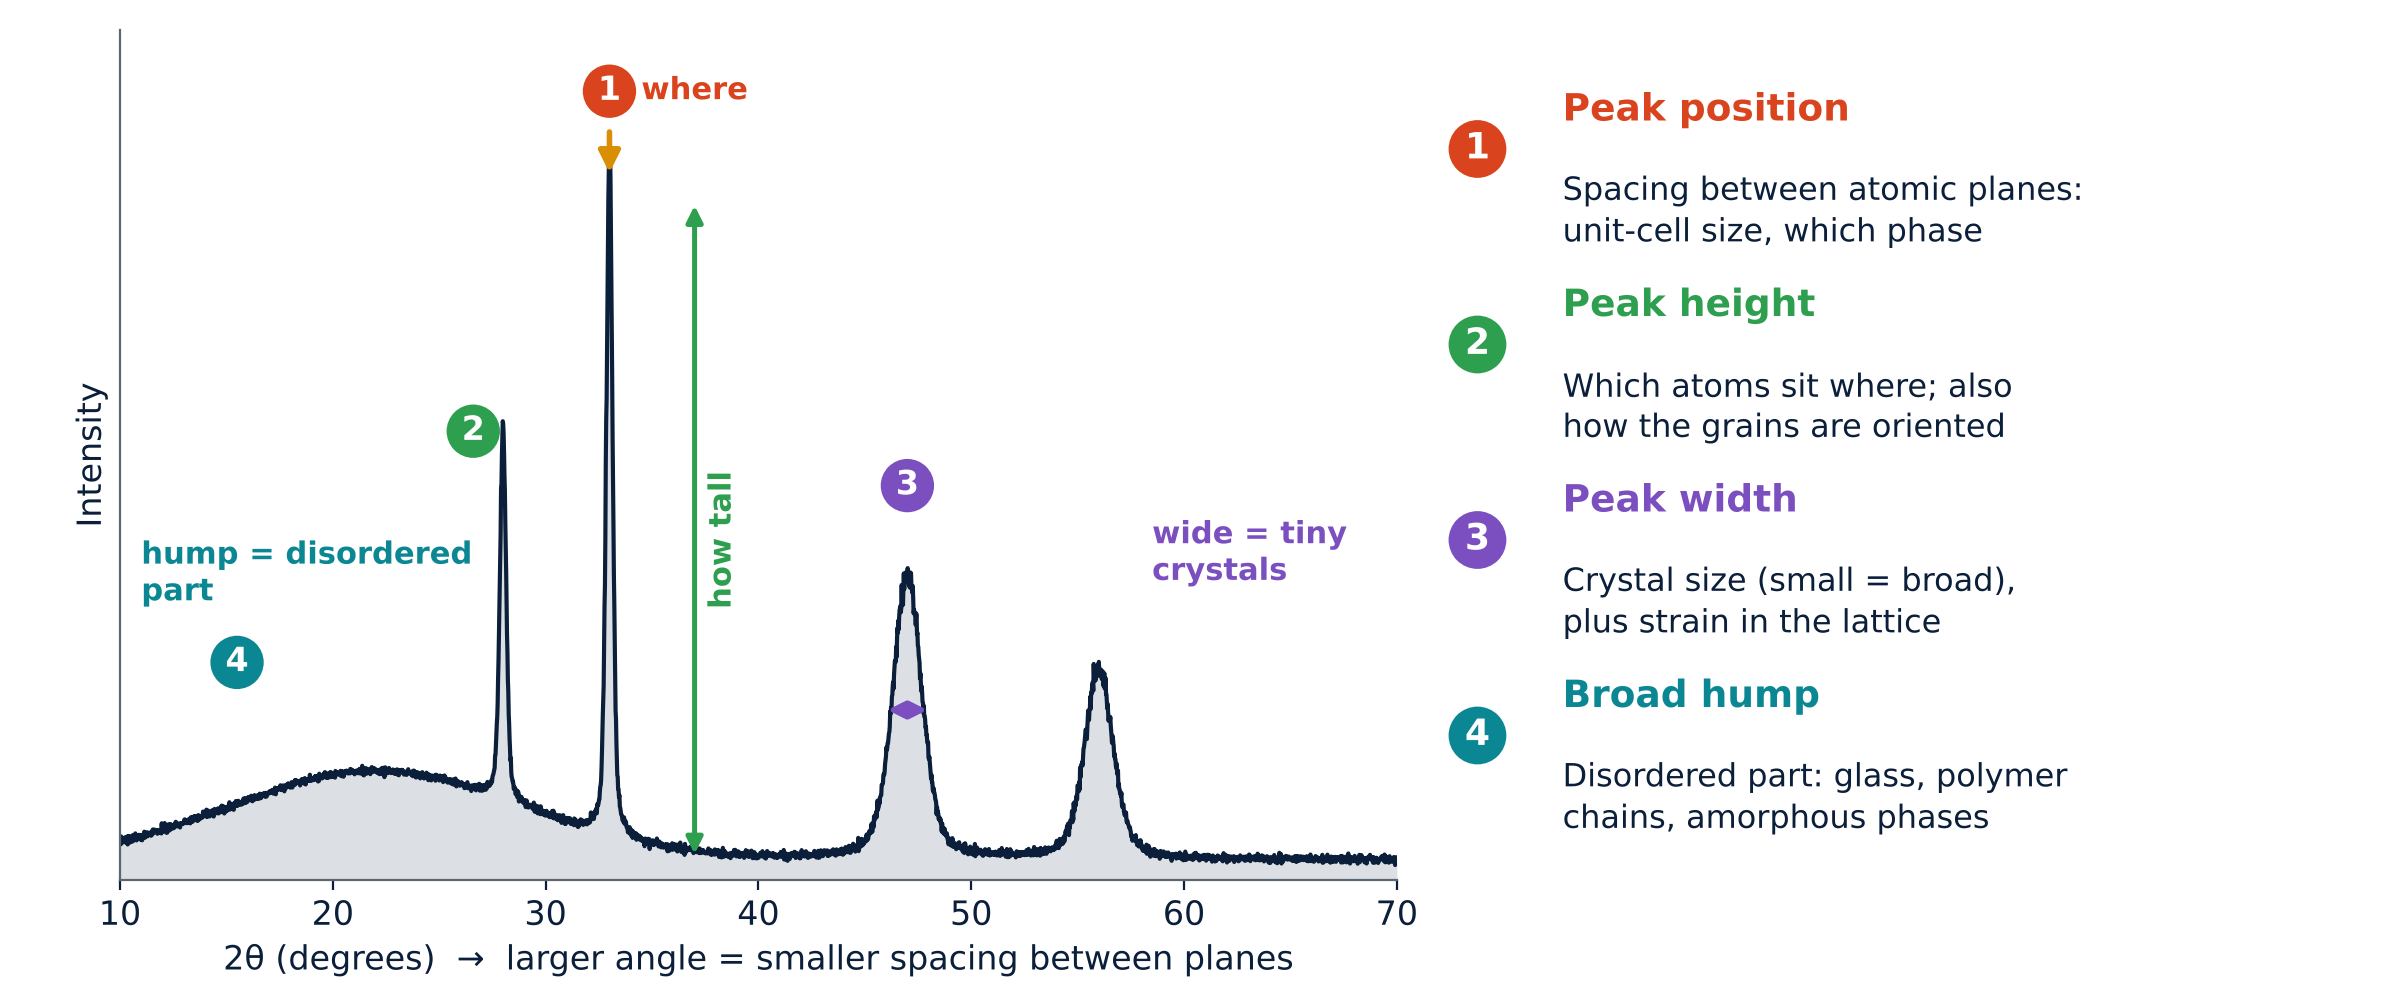 1 where
2
3
hump = disordered
part
4
how tall
wide = tiny
crystals
Intensity
10 20 30 40 50 60 70
2θ (degrees) → larger angle = smaller spacing between planes
1
Peak position
Spacing between atomic planes:
unit-cell size, which phase
2
Peak height
Which atoms sit where; also
how the grains are oriented
3
Peak width
Crystal size (small = broad),
plus strain in the lattice
4
Broad hump
Disordered part: glass, polymer
chains, amorphous phases